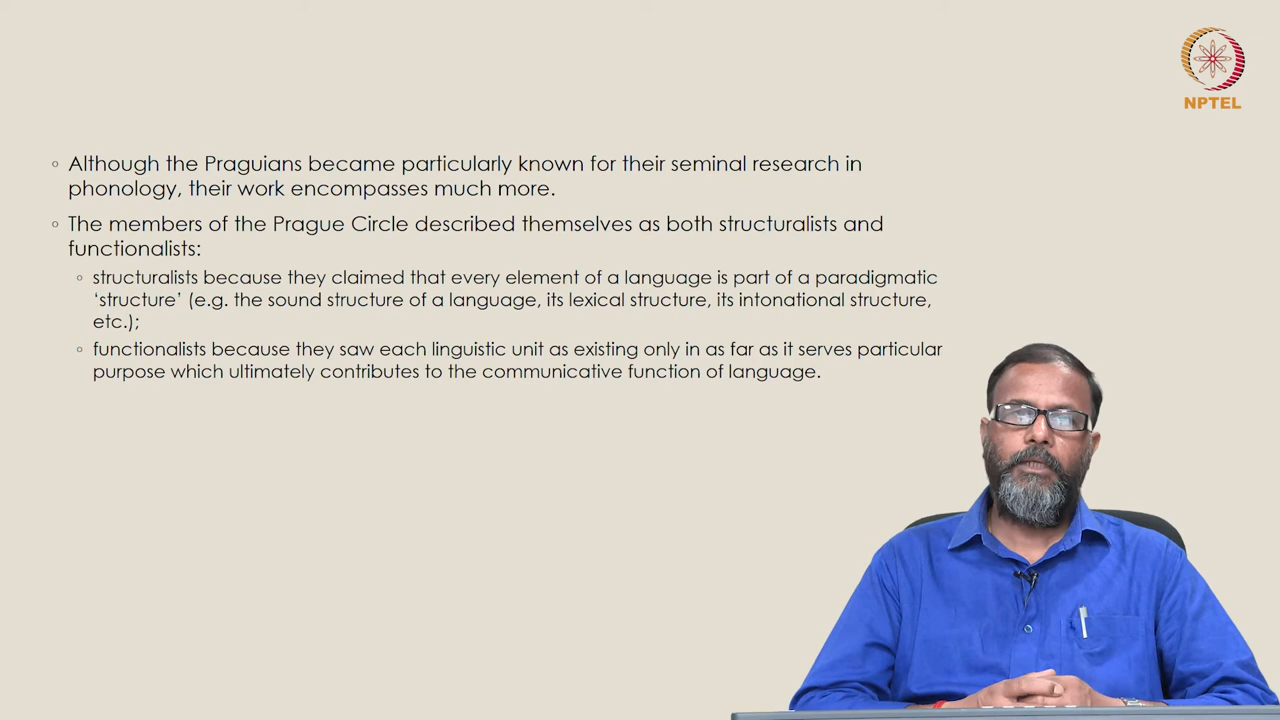 NPTEL
Although the Praguians became particularly known for their seminal research in
phonology, their work encompasses much more.
The members of the Prague Circle described themselves as both structuralists and
functionalists:
structuralists because they claimed that every element of a language is part of a paradigmatic
‘structure’ (e.g. the sound structure of a language, its lexical structure, its intonational structure,
etc.);
functionalists because they saw each linguistic unit as existing only in as far as it serves particular
purpose which ultimately contributes to the communicative function of language.